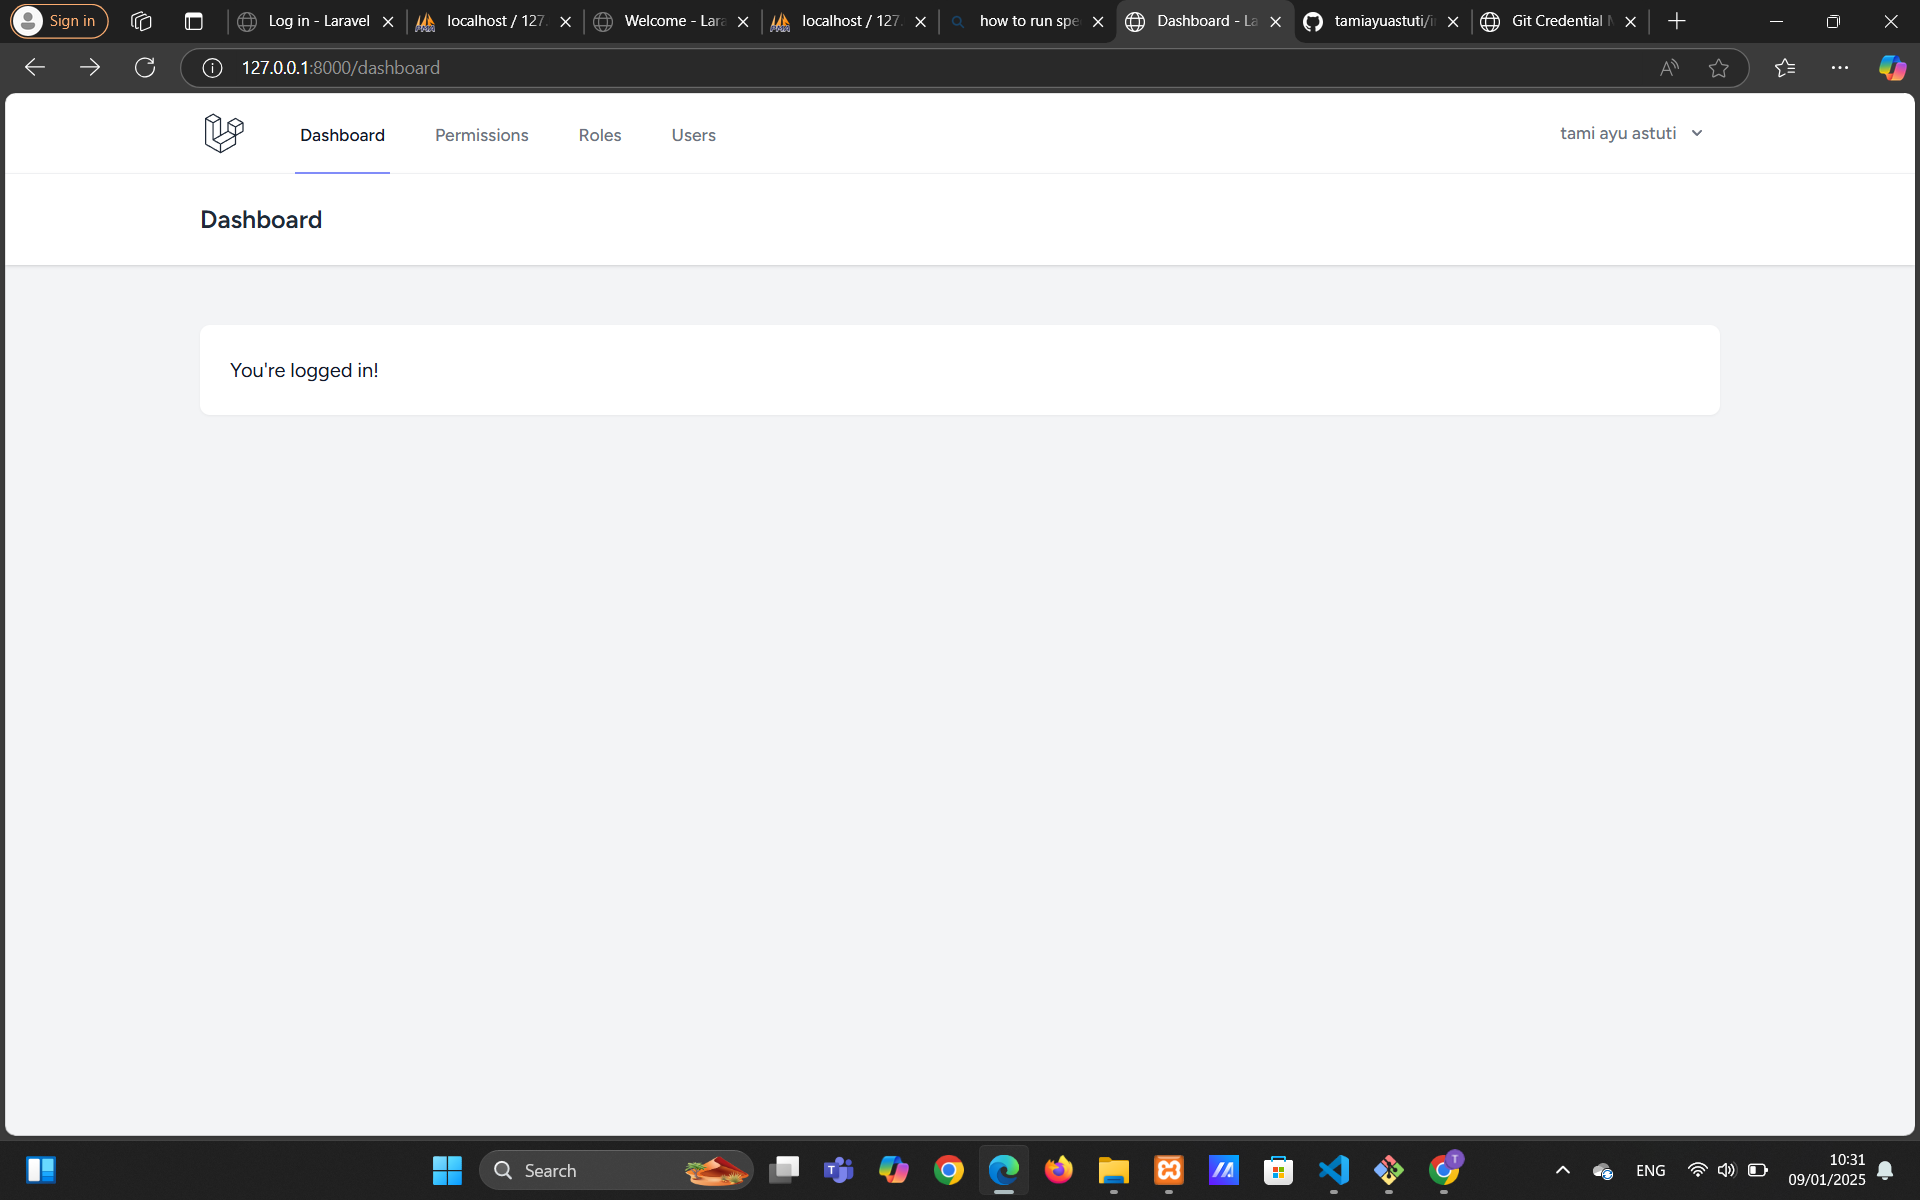 Sign in
Log in - Laravel
localhost / 127.
Welcome - Lara
localhost / 127.
how to run spe
Dashboard - La
tamiayuastuti/i
Git Credential M
127.0.0.1:8000/dashboard
Dashboard
Permissions
Roles
Users
tami ayu astuti
Dashboard
You're logged in!
Search
ENG
10:31
09/01/2025